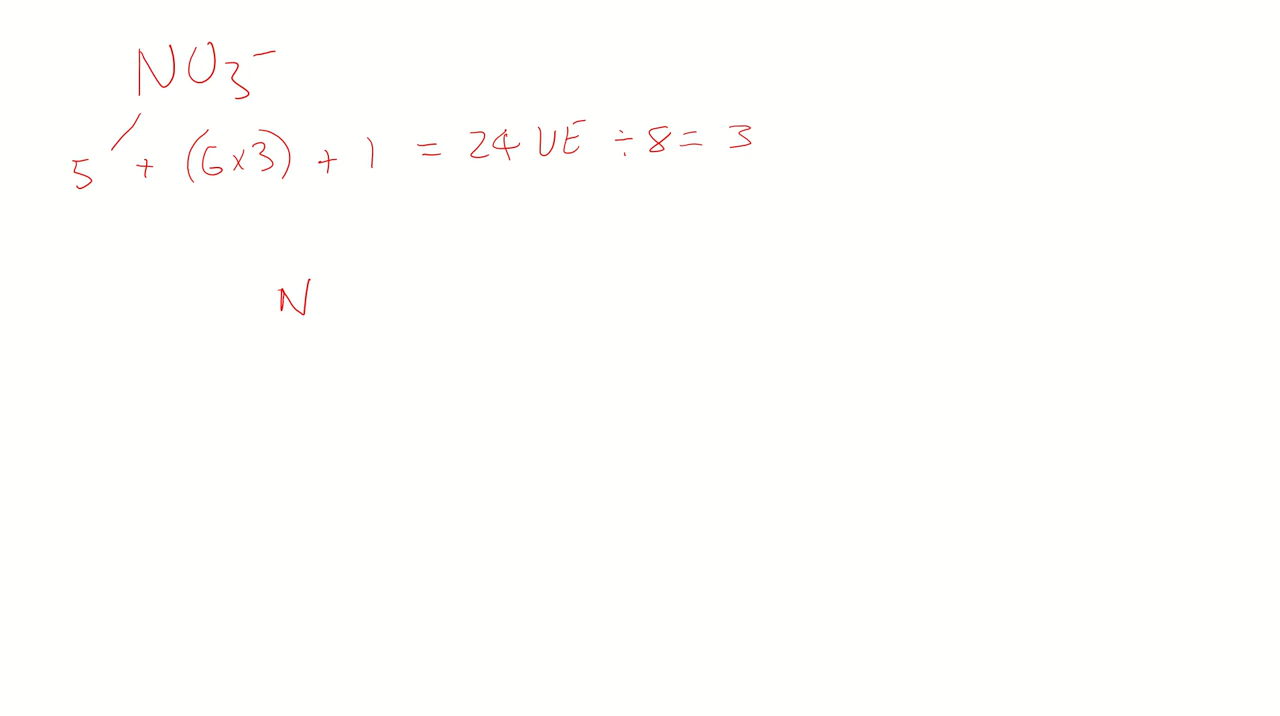 NO₃⁻
5 + (6x3) + 1 = 24 VE ÷ 8 = 3
N